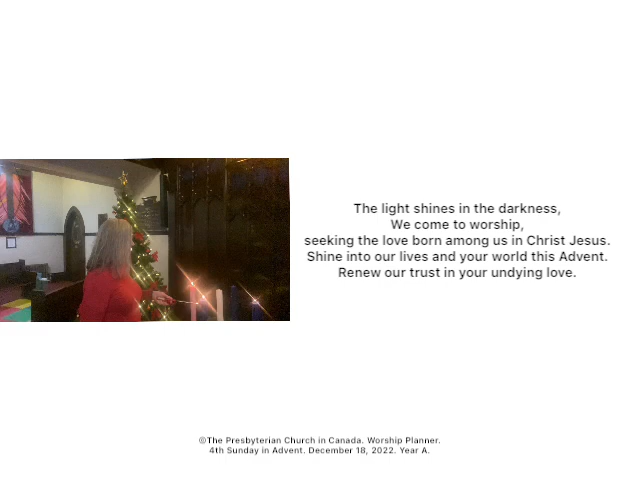 The light shines in the darkness,
We come to worship,
seeking the love born among us in Christ Jesus.
Shine into our lives and your world this Advent.
Renew our trust in your undying love.
©The Presbyterian Church in Canada. Worship Planner.
4th Sunday in Advent. December 18, 2022. Year A.